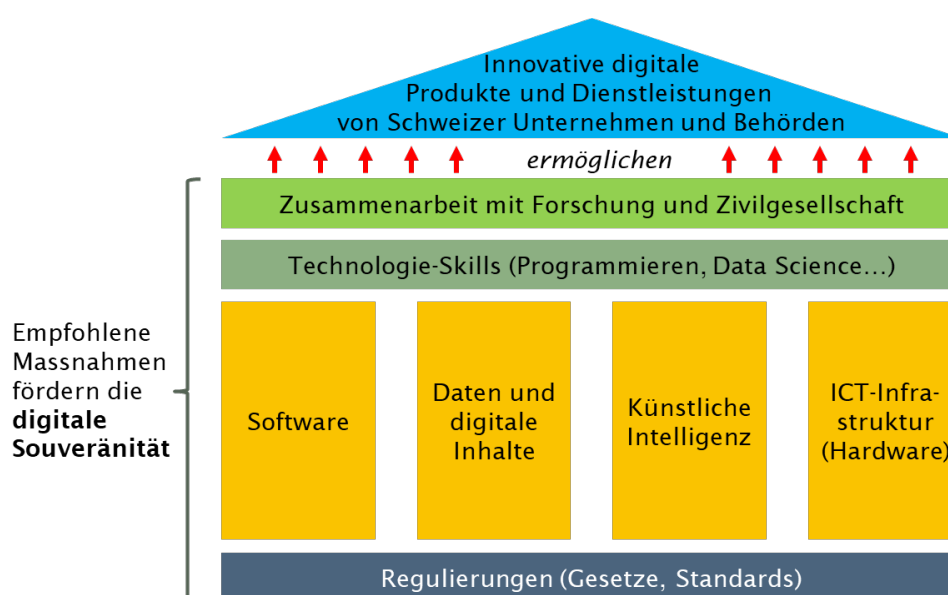 Innovative digitale
Produkte und Dienstleistungen
von Schweizer Unternehmen und Behörden
ermöglichen
Zusammenarbeit mit Forschung und Zivilgesellschaft
Technologie-Skills (Programmieren, Data Science…)
Empfohlene
Massnahmen
fördern die
digitale
Souveränität
Software
Daten und
digitale
Inhalte
Künstliche
Intelligenz
ICT-Infra-
struktur
(Hardware)
Regulierungen (Gesetze, Standards)